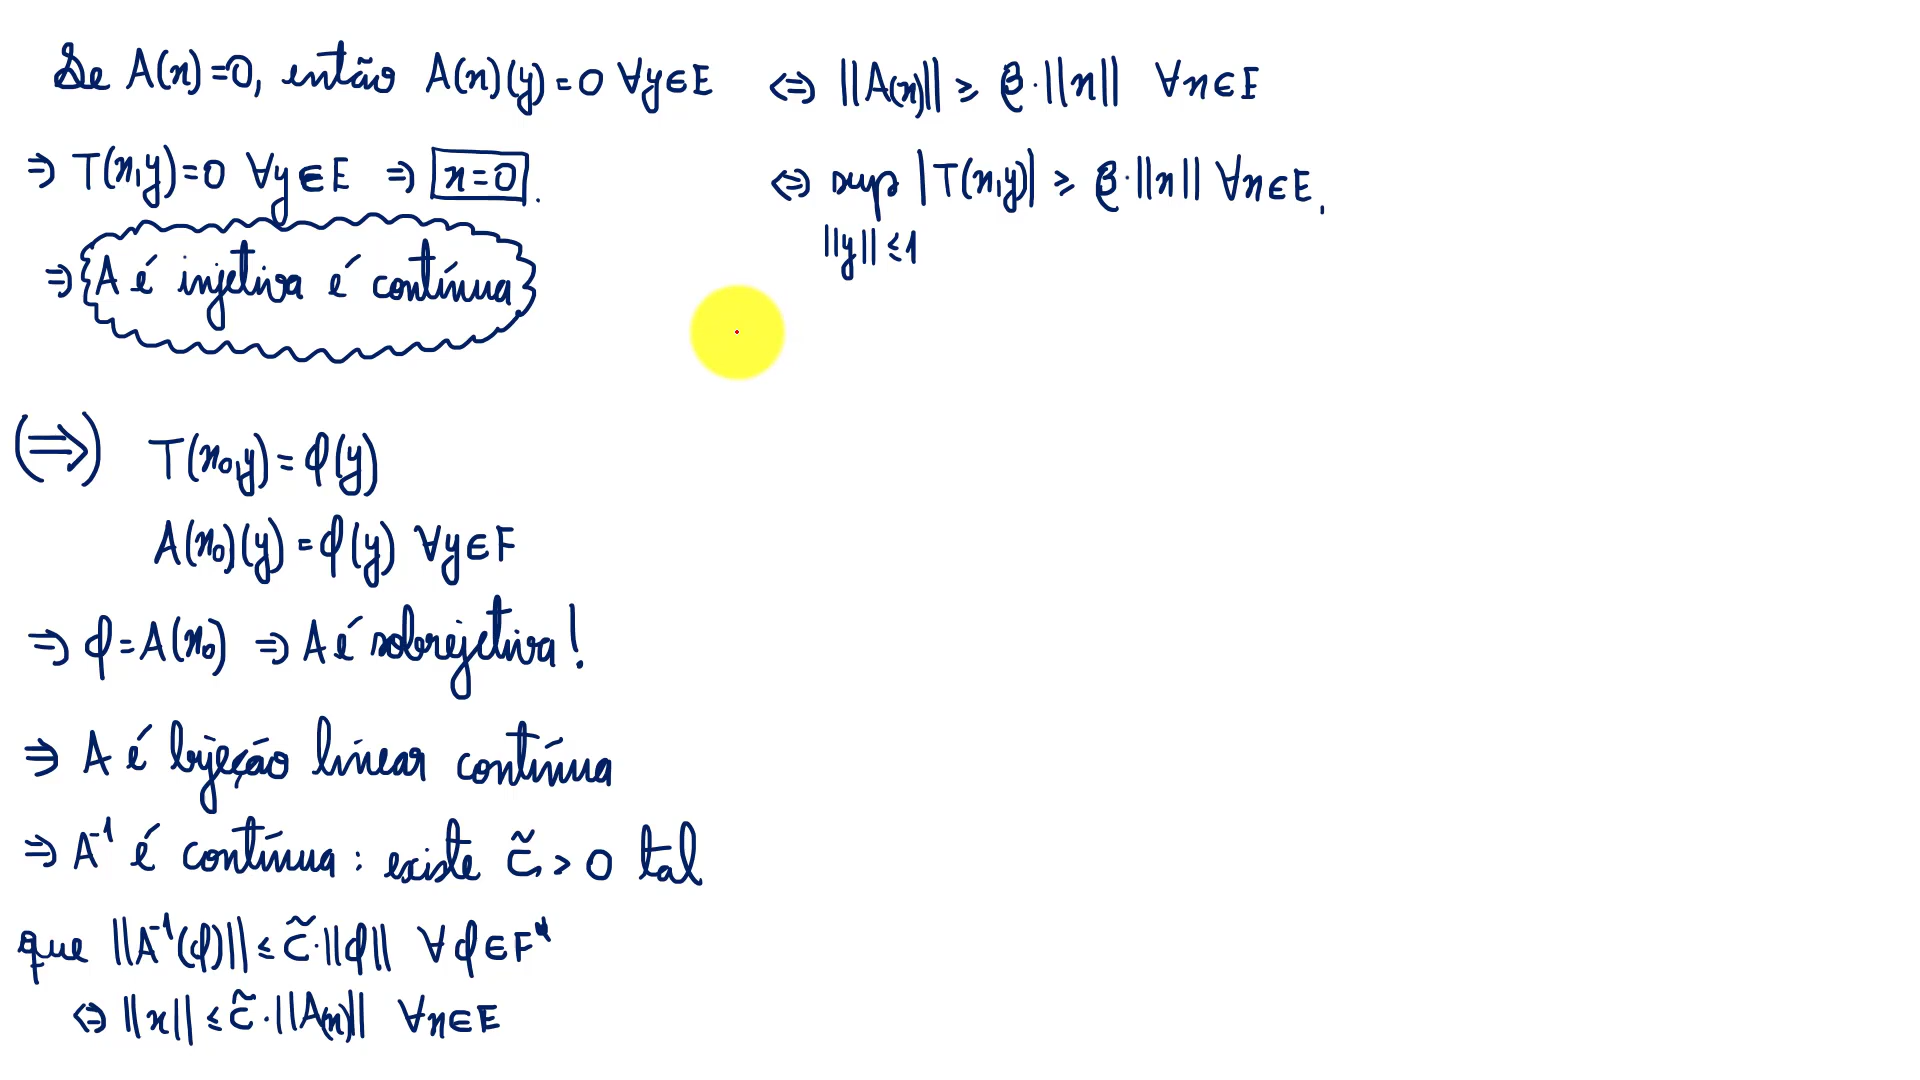 Se A(x)=0, então A(x)(y)=0 ∀y∈E
⇒ T(x,y)=0 ∀y∈E ⇒ x=0.
⇒ A é injetiva é contínua
(⇒) T(x₀,y)=φ(y)
A(x₀)(y)=φ(y) ∀y∈F
⇒ φ=A(x₀) ⇒ A é sobrejetiva!
⇒ A é bijeção linear contínua
⇒ A⁻¹ é contínua: existe C̃>0 tal
que ||A⁻¹(φ)|| ≤ C̃·||φ|| ∀φ∈F*
⇔ ||x|| ≤ C̃·||A(x)|| ∀x∈E
⇔ ||A(x)|| ≥ β·||x|| ∀x∈E
⇔ sup |T(x,y)| ≥ β·||x|| ∀x∈E,
||y||≤1